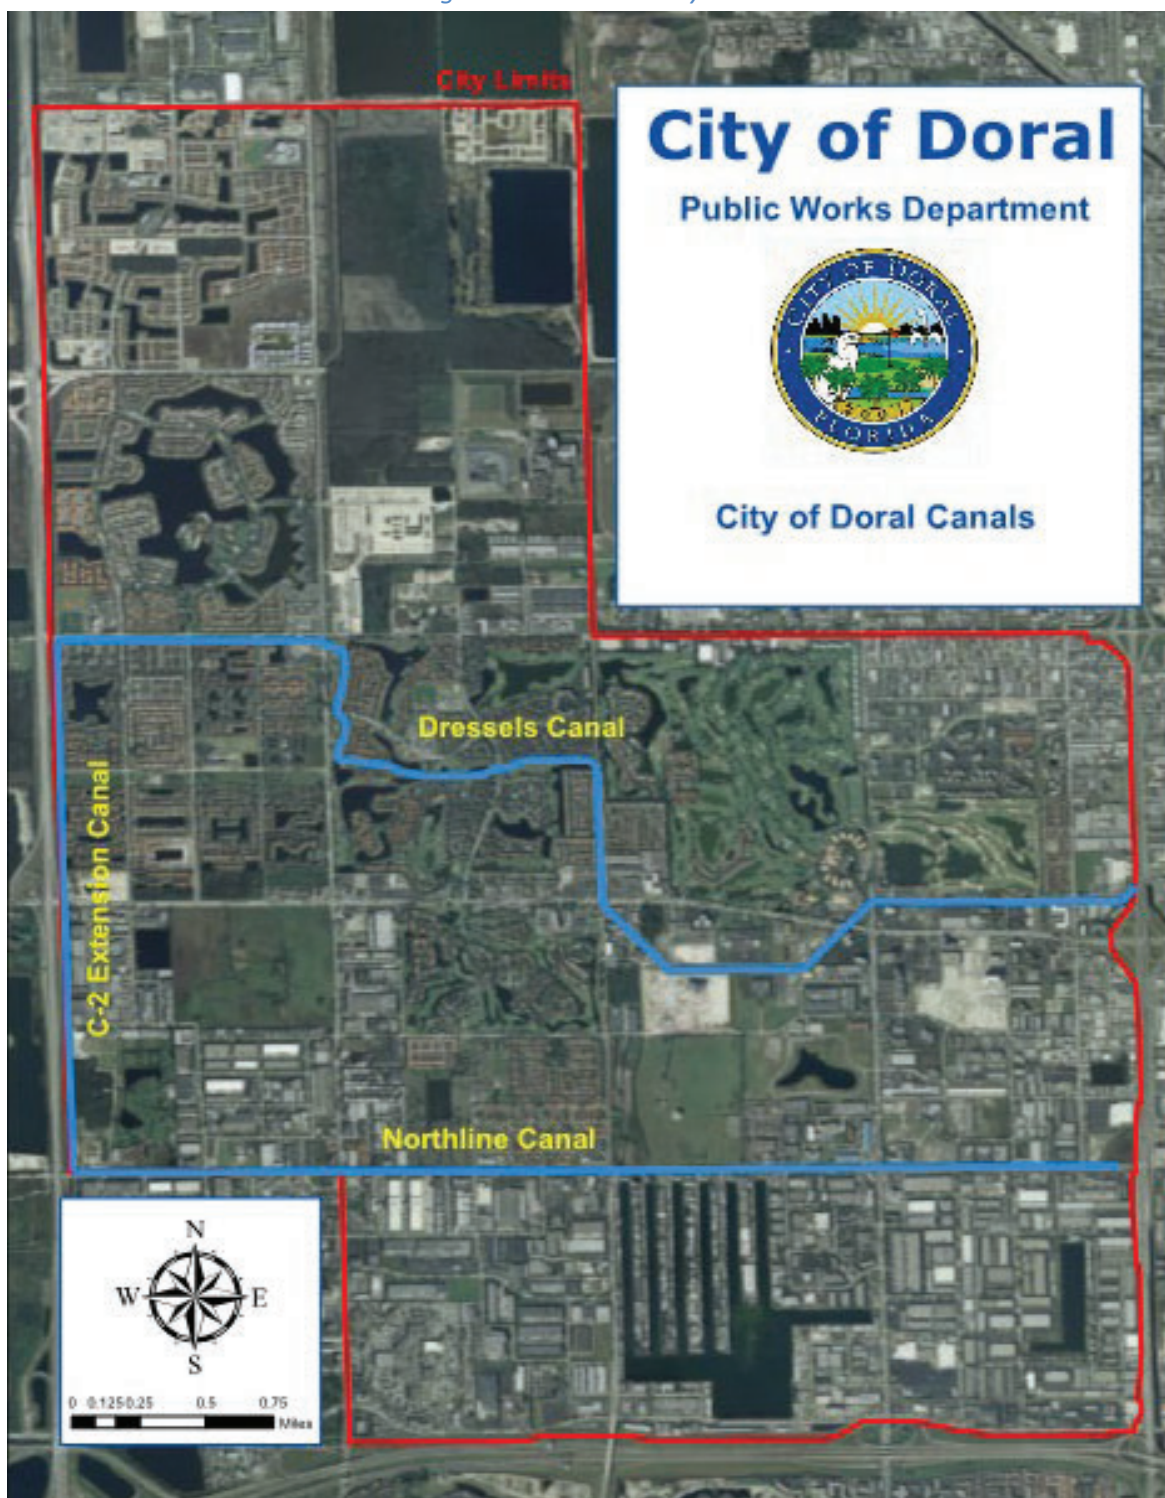 City Limits
City of Doral
Public Works Department
CITY OF DORAL
FLORIDA
City of Doral Canals
Dressels Canal
C-2 Extension Canal
Northline Canal
N
W E
S
0 0.125 0.25 0.5 0.75
Miles